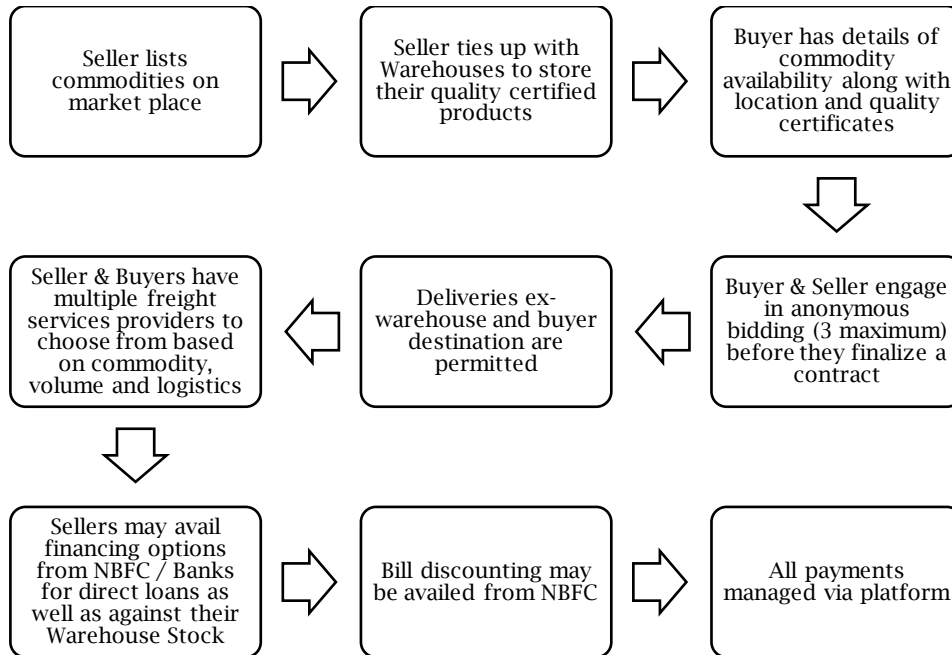 Seller lists
commodities on
market place
Seller ties up with
Warehouses to store
their quality certified
products
Buyer has details of
commodity
availability along with
location and quality
certificates
Buyer & Seller engage
in anonymous
bidding (3 maximum)
before they finalize a
contract
Deliveries ex-
warehouse and buyer
destination are
permitted
Seller & Buyers have
multiple freight
services providers to
choose from based
on commodity,
volume and logistics
Sellers may avail
financing options
from NBFC / Banks
for direct loans as
well as against their
Warehouse Stock
Bill discounting may
be availed from NBFC
All payments
managed via platform